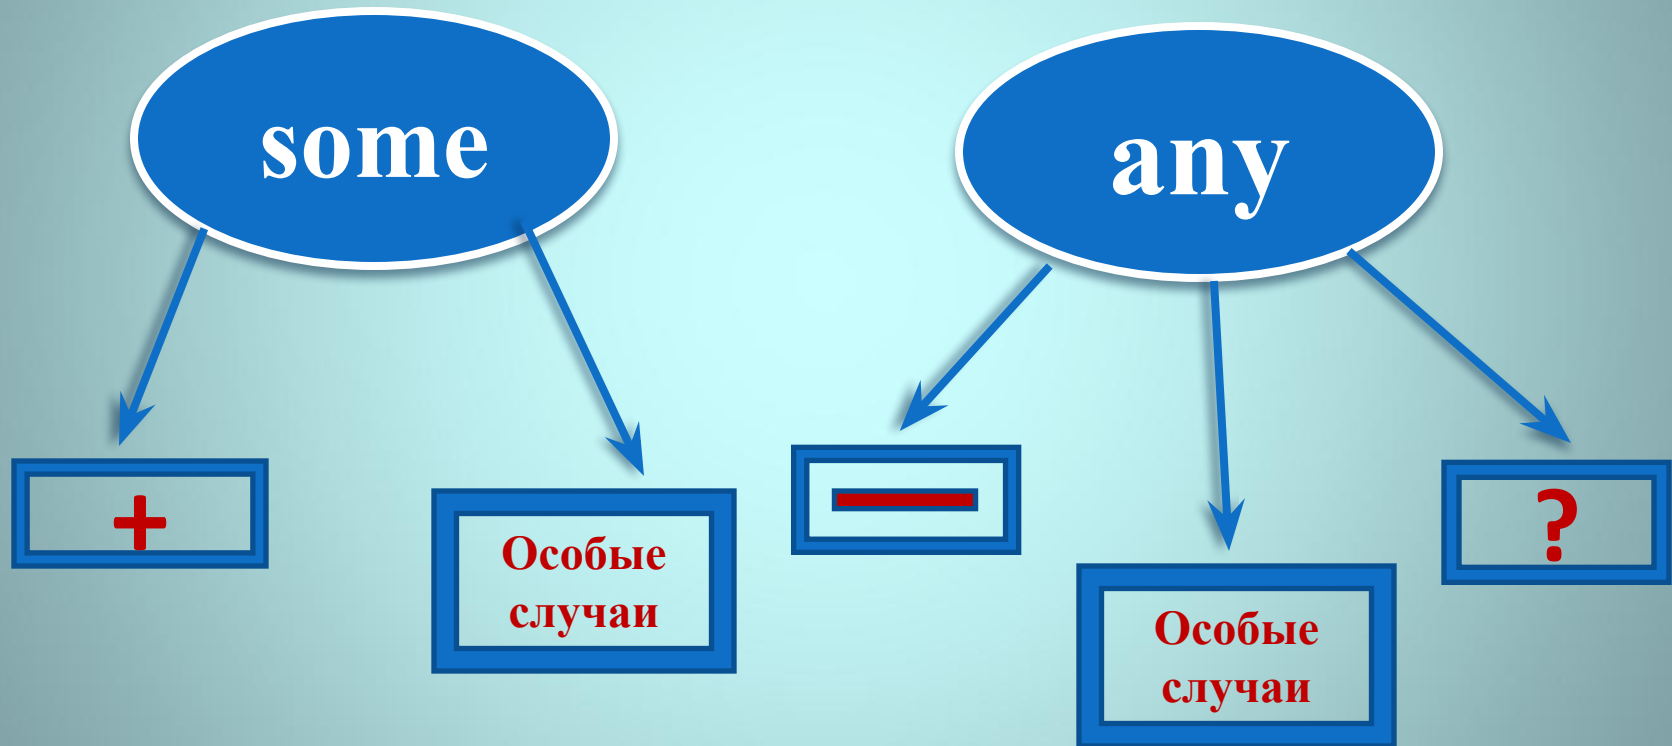 some
any
+
Особые
случаи
Особые
случаи
?